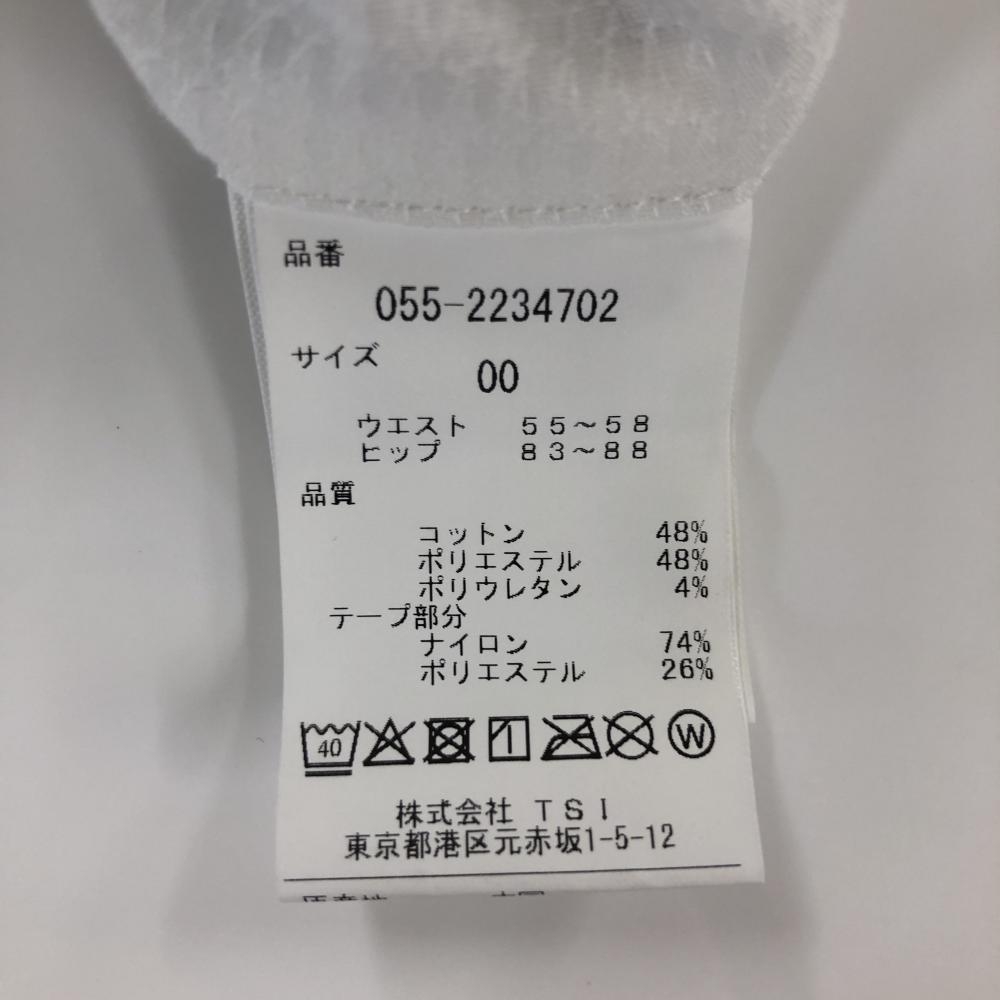 品番
055-2234702
サイズ
00
ウエスト 55~58
ヒップ 83~88
品質
コットン 48%
ポリエステル 48%
ポリウレタン 4%
テープ部分
ナイロン 74%
ポリエステル 26%
40 W
株式会社 TSI
東京都港区元赤坂1-5-12